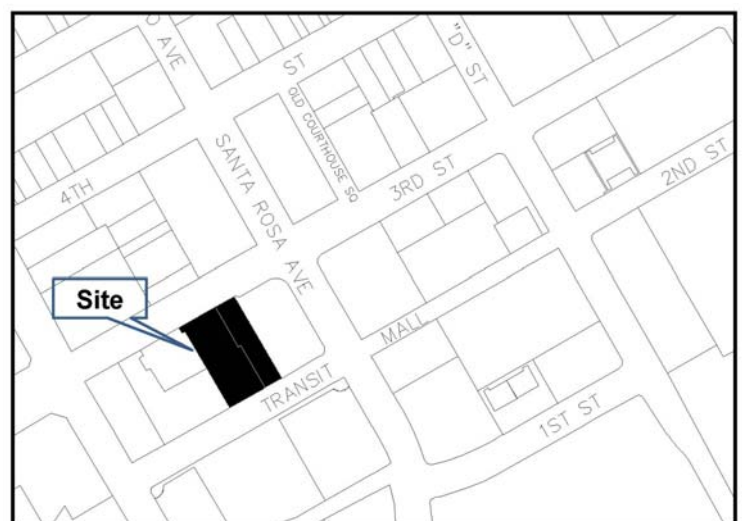 O AVE
ST
"D" ST
OLD COURTHOUSE SQ
SANTA ROSA AVE
4TH
3RD ST
2ND ST
Site
MALL
TRANSIT
1ST ST